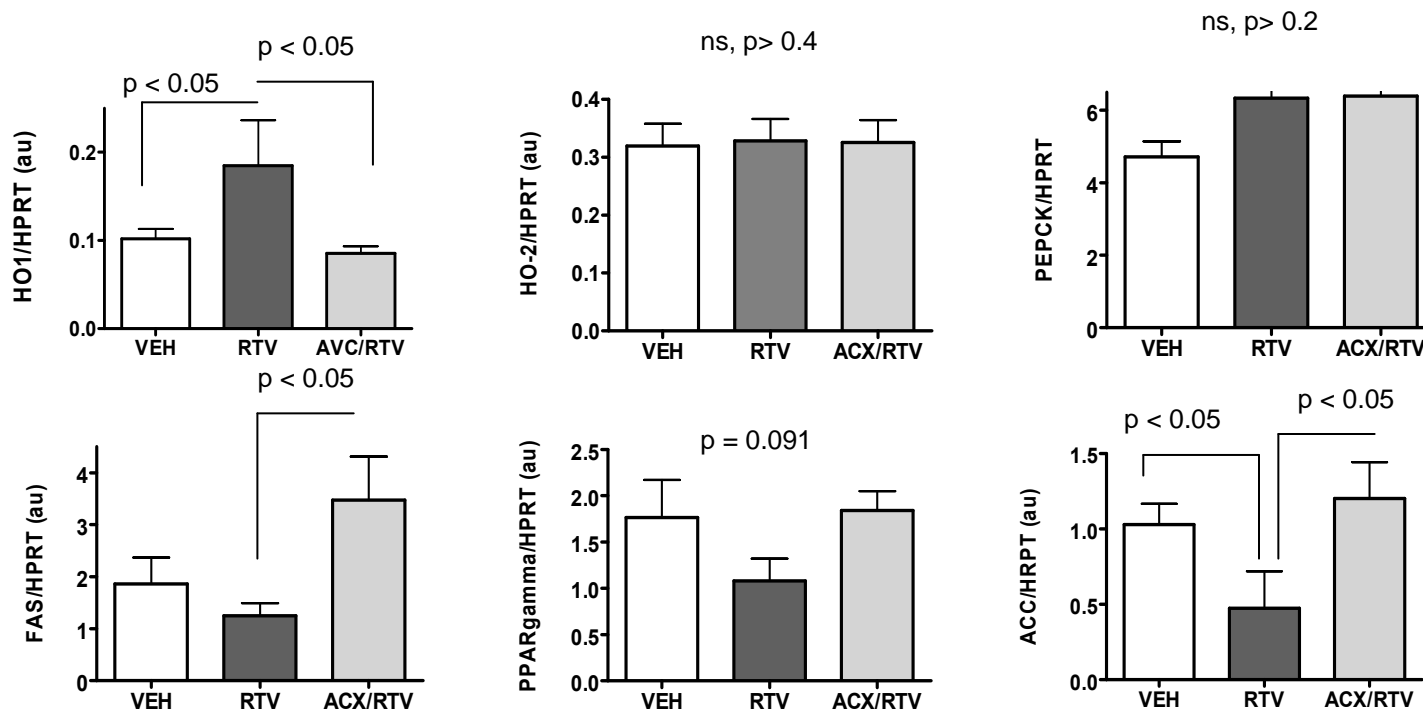 p < 0.05
p < 0.05
HO1/HPRT (au)
0.2
0.1
0.0
VEH RTV AVC/RTV
ns, p> 0.4
HO-2/HPRT (au)
0.4
0.3
0.2
0.1
0.0
VEH RTV ACX/RTV
ns, p> 0.2
PEPCK/HPRT
6
4
2
0
VEH RTV ACX/RTV
p < 0.05
FAS/HPRT (au)
4
3
2
1
0
VEH RTV ACX/RTV
p = 0.091
PPARgamma/HPRT (au)
2.5
2.0
1.5
1.0
0.5
0.0
VEH RTV ACX/RTV
p < 0.05
p < 0.05
ACC/HRPT (au)
1.5
1.0
0.5
0.0
VEH RTV ACX/RTV